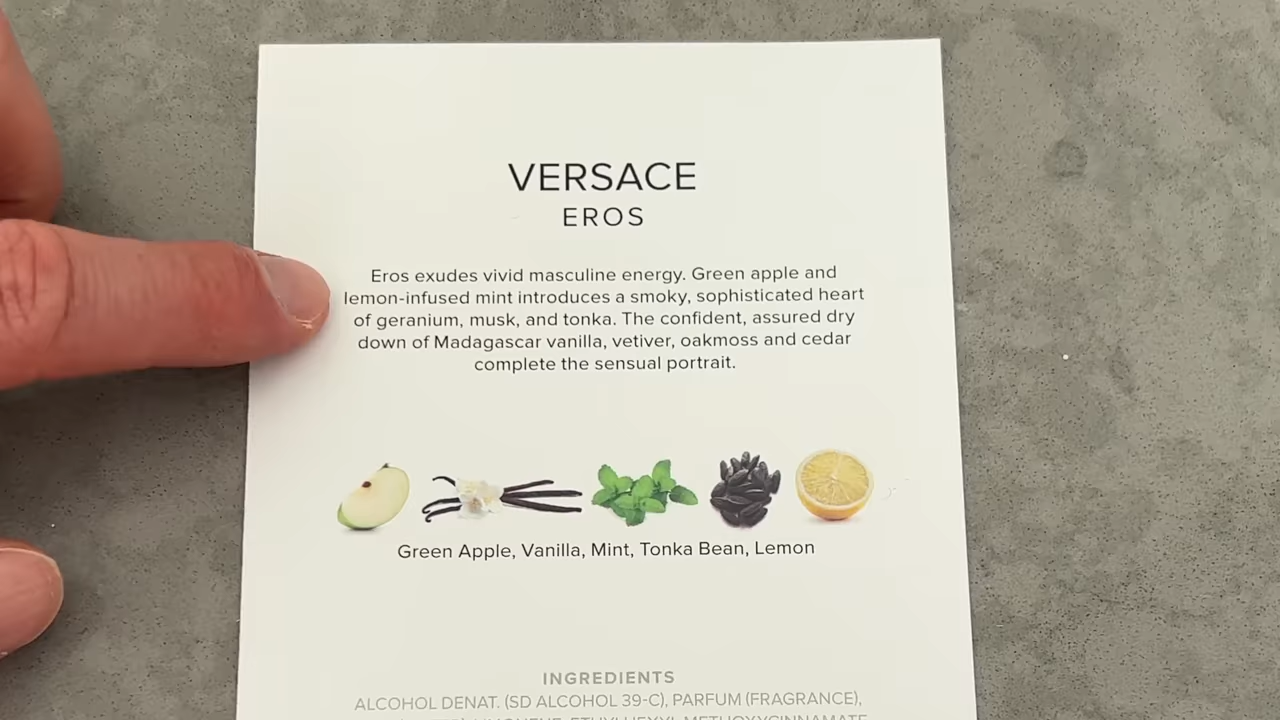 VERSACE
EROS
Eros exudes vivid masculine energy. Green apple and
lemon-infused mint introduces a smoky, sophisticated heart
of geranium, musk, and tonka. The confident, assured dry
down of Madagascar vanilla, vetiver, oakmoss and cedar
complete the sensual portrait.
Green Apple, Vanilla, Mint, Tonka Bean, Lemon
INGREDIENTS
ALCOHOL DENAT. (SD ALCOHOL 39-C), PARFUM (FRAGRANCE),
METHOXYCINNAMATE